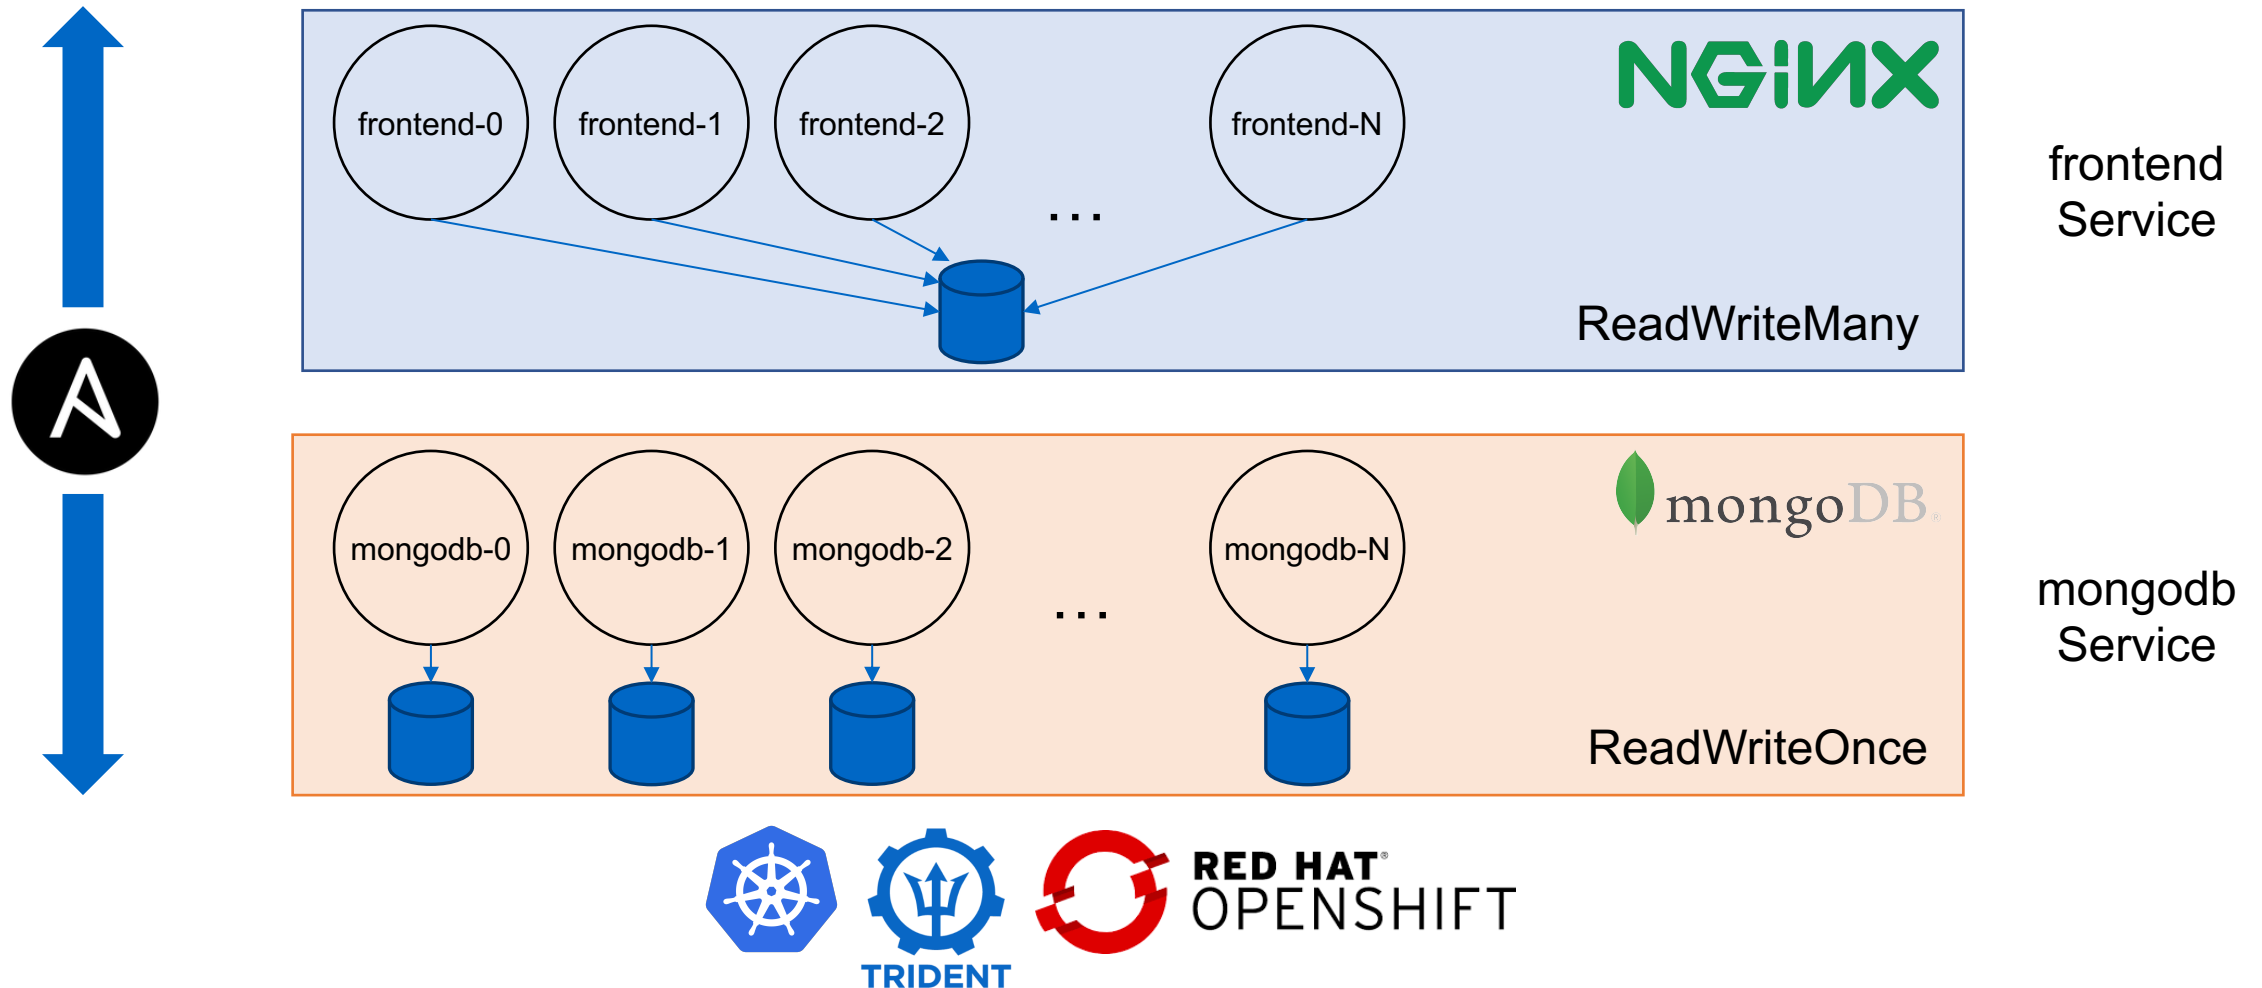 frontend-0
frontend-1
frontend-2
...
frontend-N
NGiNX
frontend
Service
ReadWriteMany
mongodb-0
mongodb-1
mongodb-2
...
mongodb-N
mongoDB®
mongodb
Service
ReadWriteOnce
TRIDENT
RED HAT®
OPENSHIFT